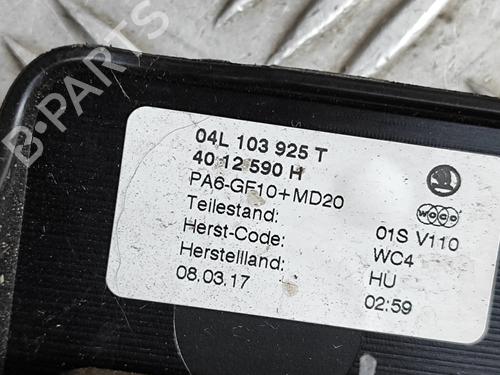 B-PARTS
04L 103 925 T
40 12 590 H
PA6-GF10+MD20
Teilestand: 01S V110
Herst-Code: WC4
Herstellland: HU
08.03.17 02:59
woco